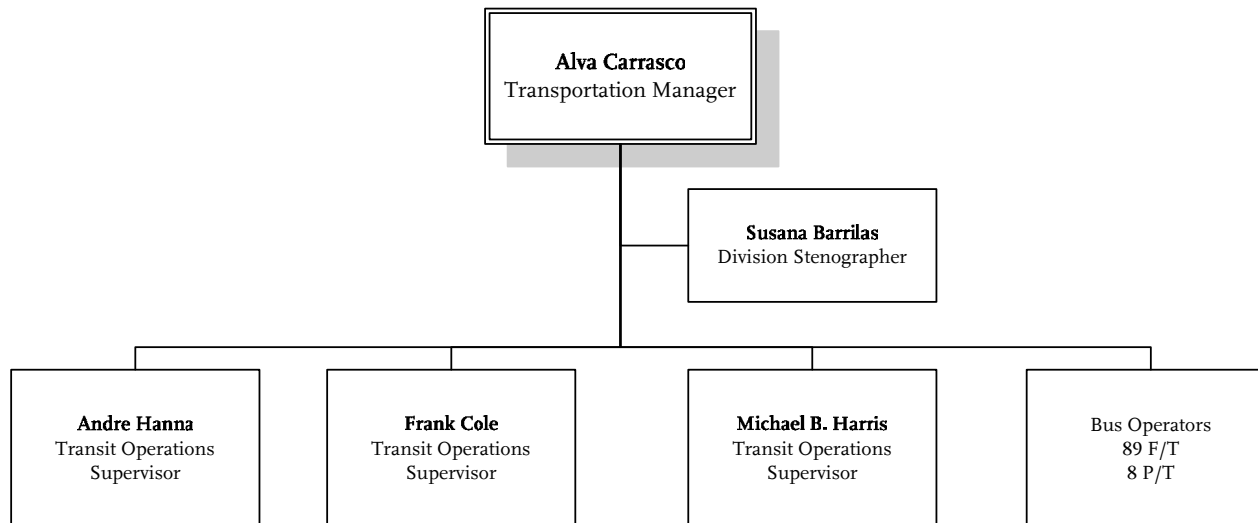 Alva Carrasco
Transportation Manager
Susana Barrilas
Division Stenographer
Andre Hanna
Transit Operations
Supervisor
Frank Cole
Transit Operations
Supervisor
Michael B. Harris
Transit Operations
Supervisor
Bus Operators
89 F/T
8 P/T